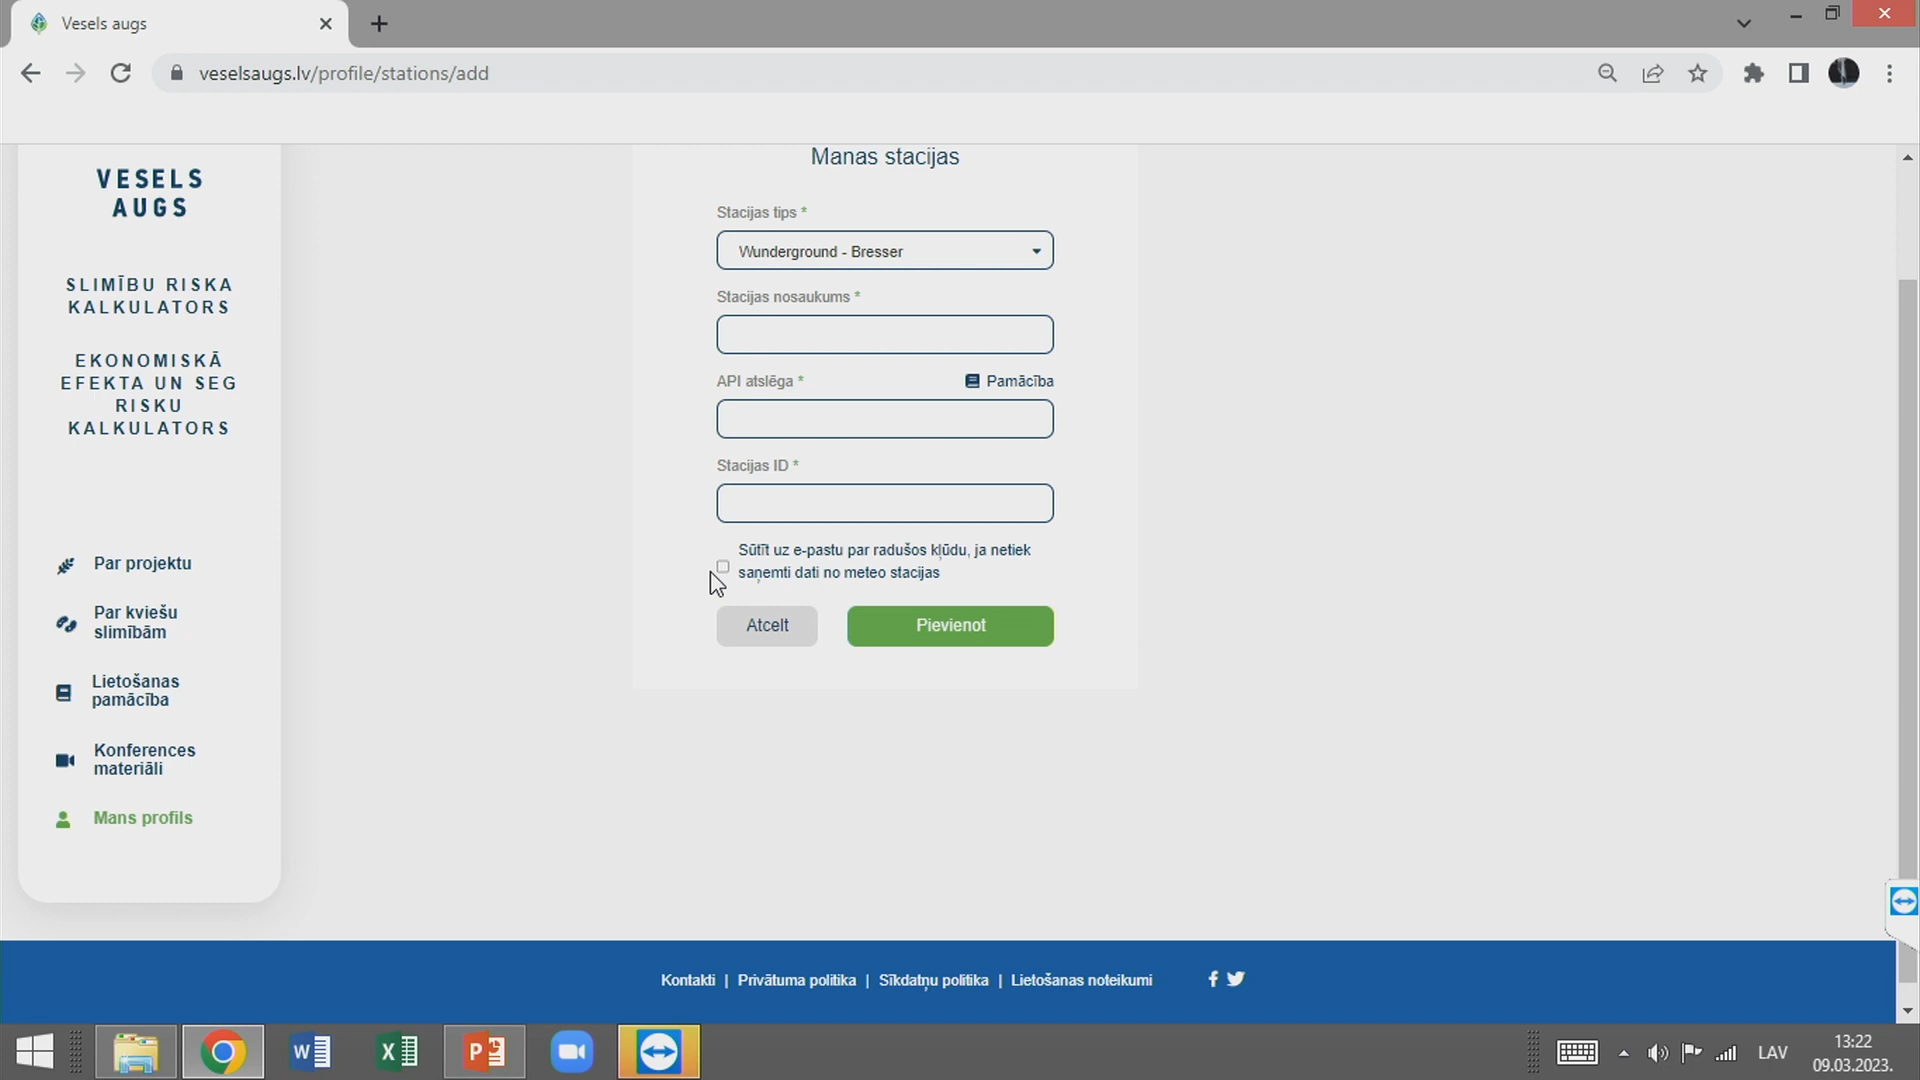 Vesels augs
veselsaugs.lv/profile/stations/add
VESELS
AUGS
SLIMĪBU RISKA
KALKULATORS
EKONOMISKĀ
EFEKTA UN SEG
RISKU
KALKULATORS
Par projektu
Par kviešu
slimībām
Lietošanas
pamācība
Konferences
materiāli
Mans profils
Manas stacijas
Stacijas tips *
Wunderground - Bresser
Stacijas nosaukums *
API atslēga *
Pamācība
Stacijas ID *
Sūtīt uz e-pastu par radušos kļūdu, ja netiek
saņemti dati no meteo stacijas
Atcelt
Pievienot
Kontakti | Privātuma politika | Sīkdatņu politika | Lietošanas noteikumi
LAV
13:22
09.03.2023.